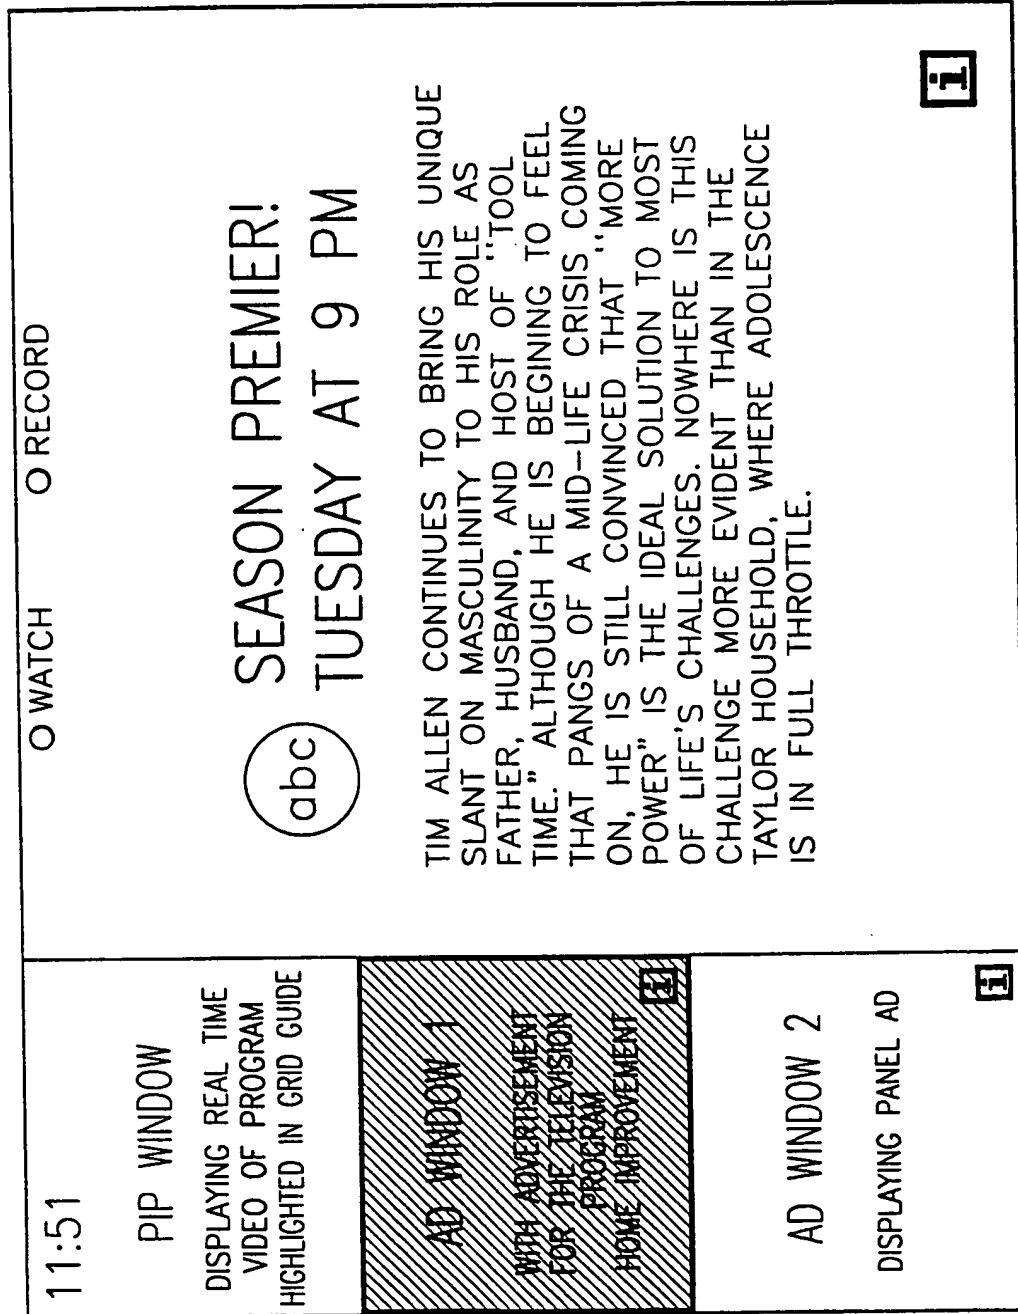 11:51
PIP WINDOW
DISPLAYING REAL TIME
VIDEO OF PROGRAM
HIGHLIGHTED IN GRID GUIDE
AD WINDOW 1
WITH ADVERTISEMENT
FOR THE TELEVISION
PROGRAM
HOME IMPROVEMENT
i
AD WINDOW 2
DISPLAYING PANEL AD
i
O WATCH
O RECORD
abc
SEASON PREMIER!
TUESDAY AT 9 PM
TIM ALLEN CONTINUES TO BRING HIS UNIQUE
SLANT ON MASCULINITY TO HIS ROLE AS
FATHER, HUSBAND, AND HOST OF "TOOL
TIME." ALTHOUGH HE IS BEGINING TO FEEL
THAT PANGS OF A MID-LIFE CRISIS COMING
ON, HE IS STILL CONVINCED THAT "MORE
POWER" IS THE IDEAL SOLUTION TO MOST
OF LIFE'S CHALLENGES. NOWHERE IS THIS
CHALLENGE MORE EVIDENT THAN IN THE
TAYLOR HOUSEHOLD, WHERE ADOLESCENCE
IS IN FULL THROTTLE.
i